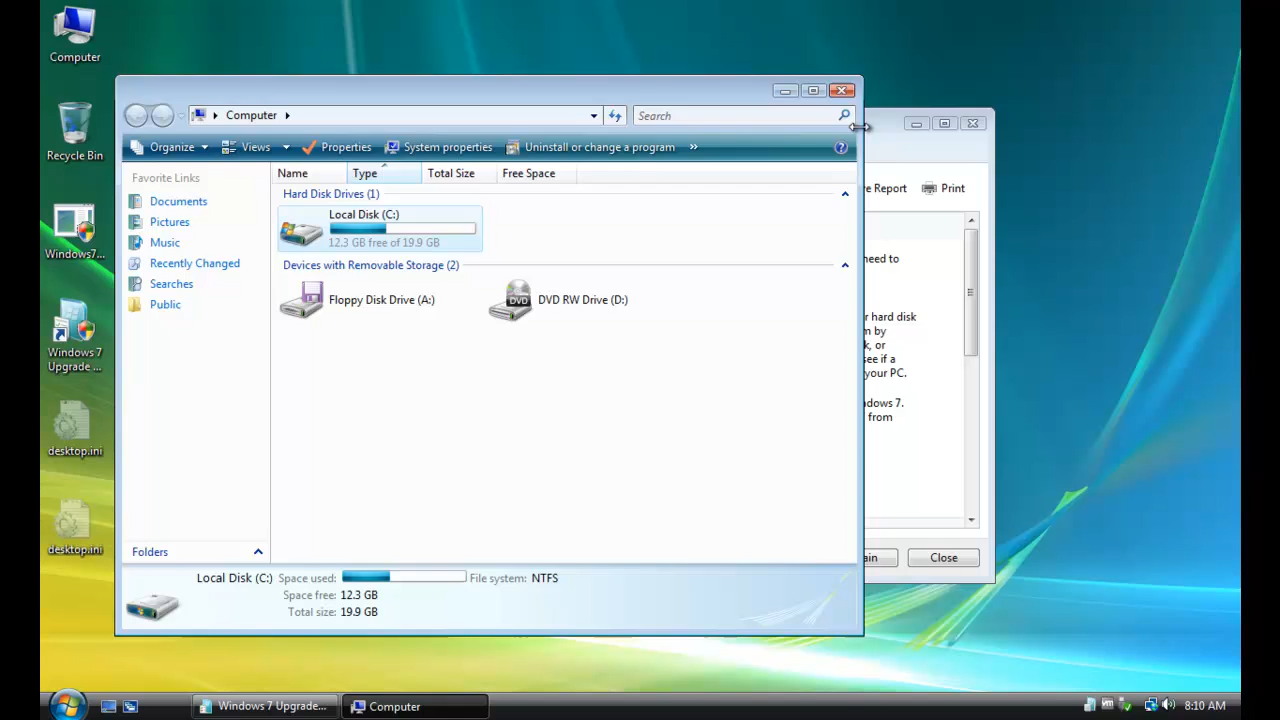 Computer
Recycle Bin
Windows7...
Windows 7
Upgrade ...
desktop.ini
desktop.ini
Computer
Search
Organize
Views
Properties
System properties
Uninstall or change a program
»
?
Favorite Links
Documents
Pictures
Music
Recently Changed
Searches
Public
Folders
Name
Type
Total Size
Free Space
Hard Disk Drives (1)
Local Disk (C:)
12.3 GB free of 19.9 GB
Devices with Removable Storage (2)
Floppy Disk Drive (A:)
DVD
DVD RW Drive (D:)
Local Disk (C:) Space used: File system: NTFS
Space free: 12.3 GB
Total size: 19.9 GB
e Report
Print
eed to
r hard disk
m by
k, or
see if a
your PC.
dows 7.
from
ain
Close
Windows 7 Upgrade...
Computer
vm
8:10 AM